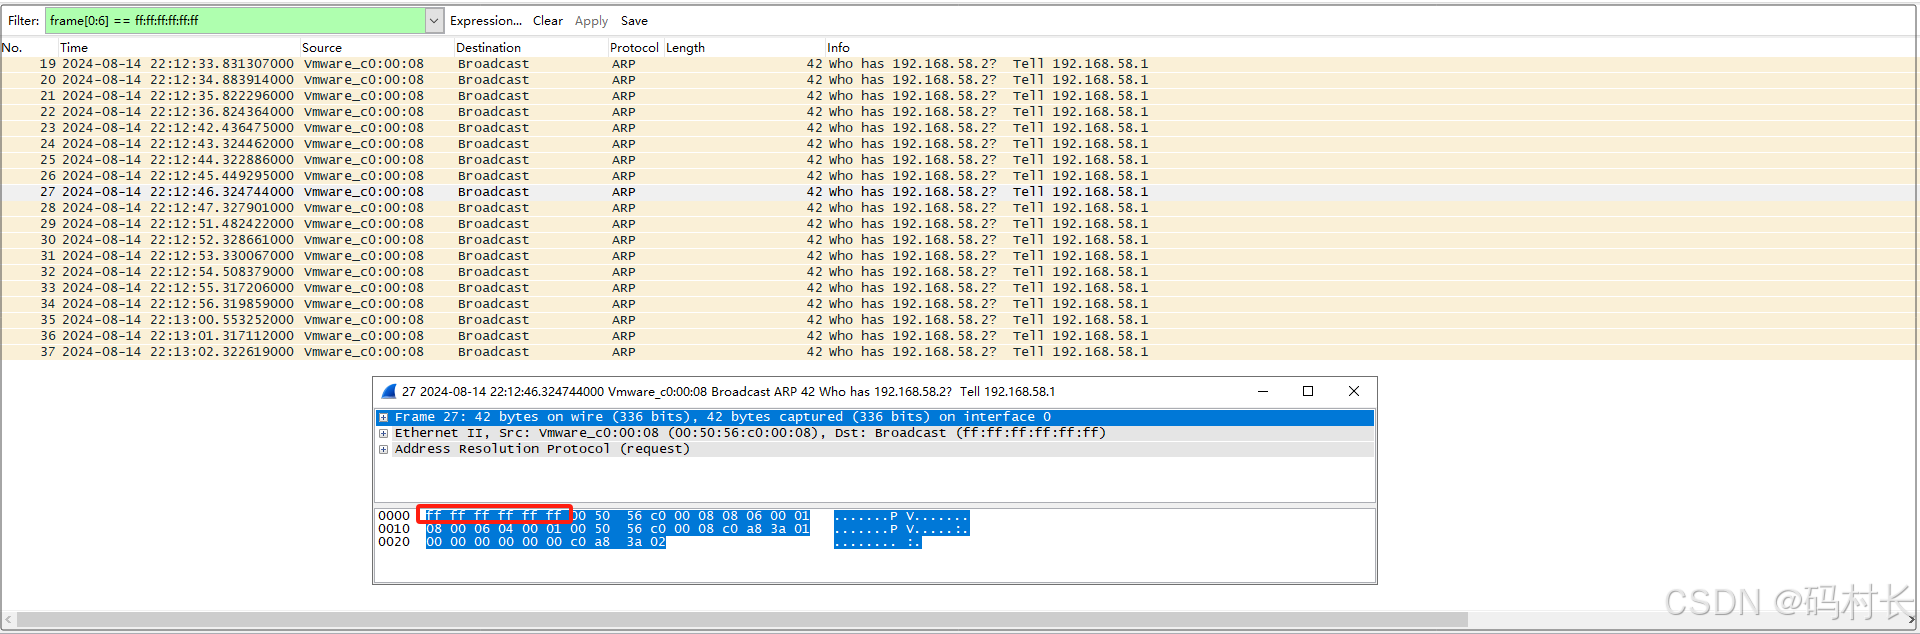 Filter: frame[0:6] == ff:ff:ff:ff:ff:ff Expression... Clear Apply Save
No. Time Source Destination Protocol Length Info
19 2024-08-14 22:12:33.831307000 Vmware_c0:00:08 Broadcast ARP 42 Who has 192.168.58.2? Tell 192.168.58.1
20 2024-08-14 22:12:34.883914000 Vmware_c0:00:08 Broadcast ARP 42 Who has 192.168.58.2? Tell 192.168.58.1
21 2024-08-14 22:12:35.822296000 Vmware_c0:00:08 Broadcast ARP 42 Who has 192.168.58.2? Tell 192.168.58.1
22 2024-08-14 22:12:36.824364000 Vmware_c0:00:08 Broadcast ARP 42 Who has 192.168.58.2? Tell 192.168.58.1
23 2024-08-14 22:12:42.436475000 Vmware_c0:00:08 Broadcast ARP 42 Who has 192.168.58.2? Tell 192.168.58.1
24 2024-08-14 22:12:43.324462000 Vmware_c0:00:08 Broadcast ARP 42 Who has 192.168.58.2? Tell 192.168.58.1
25 2024-08-14 22:12:44.322886000 Vmware_c0:00:08 Broadcast ARP 42 Who has 192.168.58.2? Tell 192.168.58.1
26 2024-08-14 22:12:45.449295000 Vmware_c0:00:08 Broadcast ARP 42 Who has 192.168.58.2? Tell 192.168.58.1
27 2024-08-14 22:12:46.324744000 Vmware_c0:00:08 Broadcast ARP 42 Who has 192.168.58.2? Tell 192.168.58.1
28 2024-08-14 22:12:47.327901000 Vmware_c0:00:08 Broadcast ARP 42 Who has 192.168.58.2? Tell 192.168.58.1
29 2024-08-14 22:12:51.482422000 Vmware_c0:00:08 Broadcast ARP 42 Who has 192.168.58.2? Tell 192.168.58.1
30 2024-08-14 22:12:52.328661000 Vmware_c0:00:08 Broadcast ARP 42 Who has 192.168.58.2? Tell 192.168.58.1
31 2024-08-14 22:12:53.330067000 Vmware_c0:00:08 Broadcast ARP 42 Who has 192.168.58.2? Tell 192.168.58.1
32 2024-08-14 22:12:54.508379000 Vmware_c0:00:08 Broadcast ARP 42 Who has 192.168.58.2? Tell 192.168.58.1
33 2024-08-14 22:12:55.317206000 Vmware_c0:00:08 Broadcast ARP 42 Who has 192.168.58.2? Tell 192.168.58.1
34 2024-08-14 22:12:56.319859000 Vmware_c0:00:08 Broadcast ARP 42 Who has 192.168.58.2? Tell 192.168.58.1
35 2024-08-14 22:13:00.553252000 Vmware_c0:00:08 Broadcast ARP 42 Who has 192.168.58.2? Tell 192.168.58.1
36 2024-08-14 22:13:01.317112000 Vmware_c0:00:08 Broadcast ARP 42 Who has 192.168.58.2? Tell 192.168.58.1
37 2024-08-14 22:13:02.322619000 Vmware_c0:00:08 Broadcast ARP 42 Who has 192.168.58.2? Tell 192.168.58.1
27 2024-08-14 22:12:46.324744000 Vmware_c0:00:08 Broadcast ARP 42 Who has 192.168.58.2? Tell 192.168.58.1
Frame 27: 42 bytes on wire (336 bits), 42 bytes captured (336 bits) on interface 0
Ethernet II, Src: Vmware_c0:00:08 (00:50:56:c0:00:08), Dst: Broadcast (ff:ff:ff:ff:ff:ff)
Address Resolution Protocol (request)
0000 ff ff ff ff ff ff 00 50 56 c0 00 08 08 06 00 01 .......P V.......
0010 08 00 06 04 00 01 00 50 56 c0 00 08 c0 a8 3a 01 .......P V.....:.
0020 00 00 00 00 00 00 c0 a8 3a 02 ........ :.
CSDN @码村长